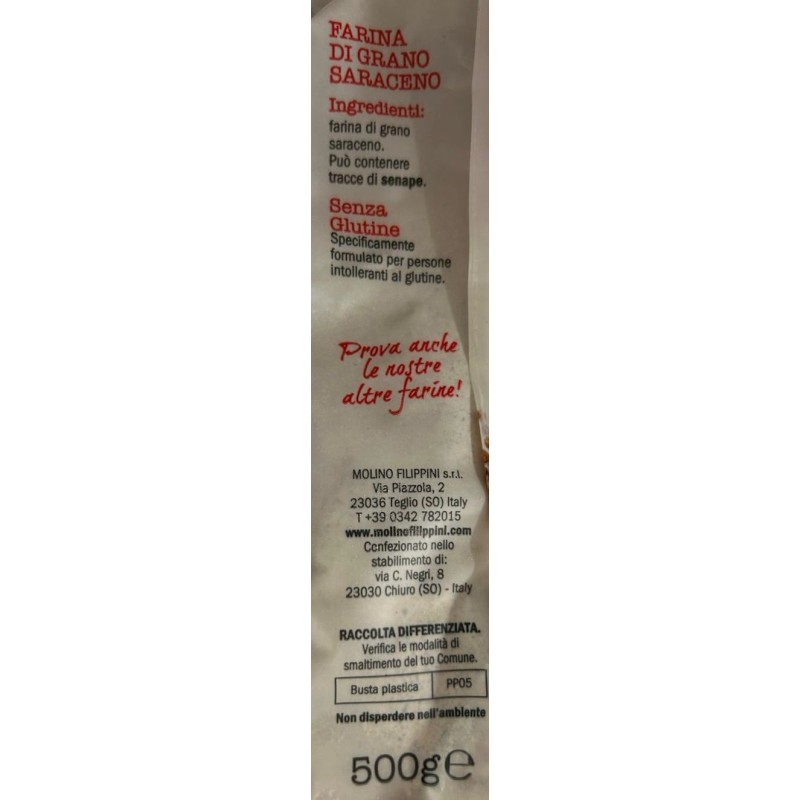 FARINA
DI GRANO
SARACENO
Ingredienti:
farina di grano
saraceno.
Può contenere
tracce di senape.
Senza
Glutine
Specificamente
formulato per persone
intolleranti al glutine.
Prova anche
le nostre
altre farine!
MOLINO FILIPPINI s.r.l.
Via Piazzola, 2
23036 Teglio (SO) Italy
T +39 0342 782015
www.molinofilippini.com
Confezionato nello
stabilimento di:
via C. Negri, 8
23030 Chiuro (SO) - Italy
RACCOLTA DIFFERENZIATA.
Verifica le modalità di
smaltimento del tuo Comune.
Busta plastica PP05
Non disperdere nell'ambiente
500g℮